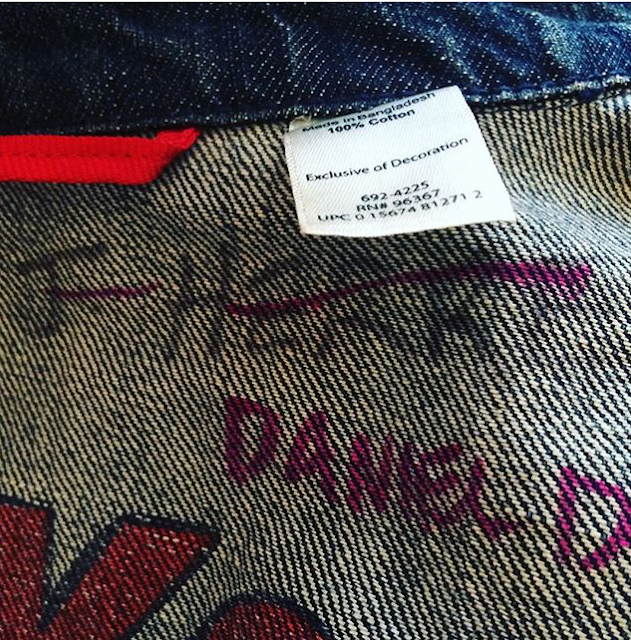 Made in Bangladesh
100% Cotton
Exclusive of Decoration
692-4225
RN# 96367
UPC 0 15674 81271 2
DANIEL D